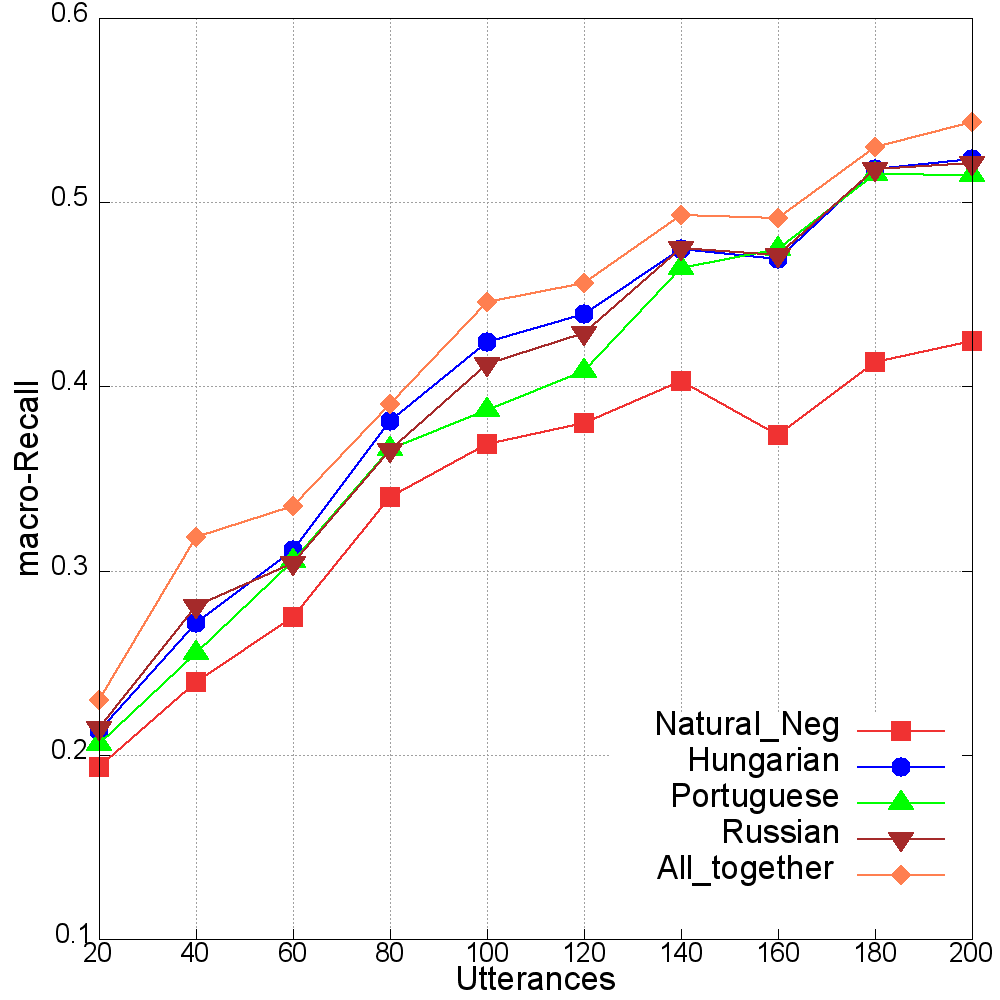 0.6
0.5
0.4
0.3
0.2
0.1
macro-Recall
Natural_Neg
Hungarian
Portuguese
Russian
All_together
20 40 60 80 100 120 140 160 180 200
Utterances